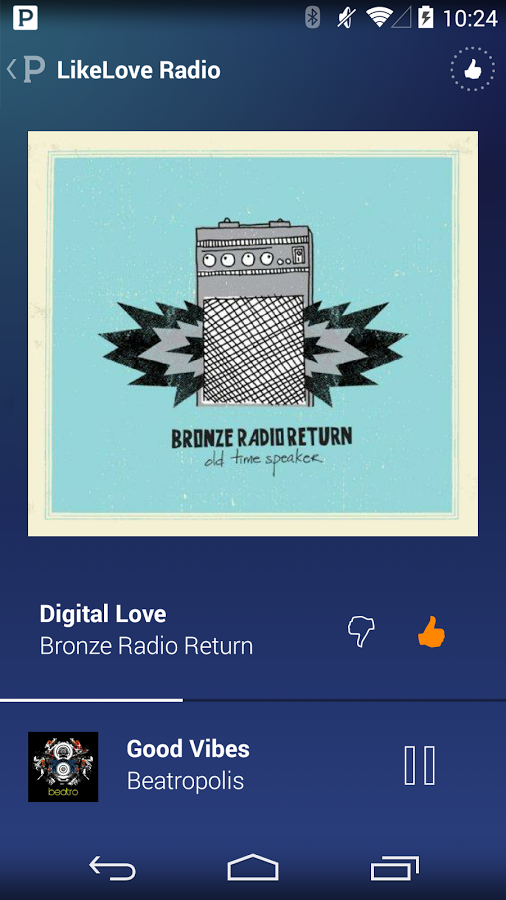 P
10:24
P LikeLove Radio
BRONZE RADIO RETURN
old time speaker
Digital Love
Bronze Radio Return
Good Vibes
beatro
Beatropolis